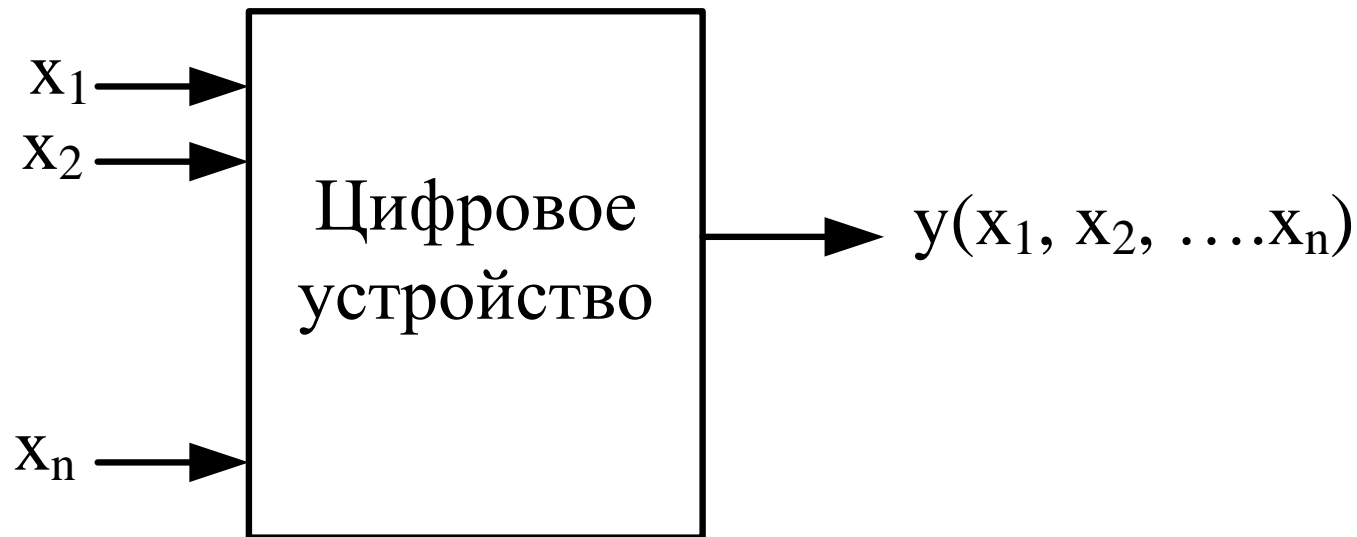 x₁
x₂
Цифровое
устройство
y(x₁, x₂, ….xₙ)
xₙ